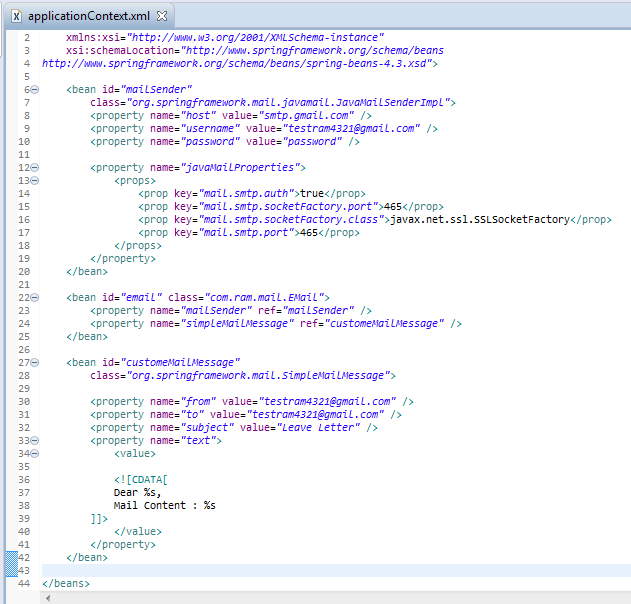 applicationContext.xml
2 xmlns:xsi="http://www.w3.org/2001/XMLSchema-instance"
3 xsi:schemaLocation="http://www.springframework.org/schema/beans
4 http://www.springframework.org/schema/beans/spring-beans-4.3.xsd">
5
6 <bean id="mailSender"
7 class="org.springframework.mail.javamail.JavaMailSenderImpl">
8 <property name="host" value="smtp.gmail.com" />
9 <property name="username" value="testram4321@gmail.com" />
10 <property name="password" value="password" />
11
12 <property name="javaMailProperties">
13 <props>
14 <prop key="mail.smtp.auth">true</prop>
15 <prop key="mail.smtp.socketFactory.port">465</prop>
16 <prop key="mail.smtp.socketFactory.class">javax.net.ssl.SSLSocketFactory</prop>
17 <prop key="mail.smtp.port">465</prop>
18 </props>
19 </property>
20 </bean>
21
22 <bean id="email" class="com.ram.mail.EMail">
23 <property name="mailSender" ref="mailSender" />
24 <property name="simpleMailMessage" ref="customeMailMessage" />
25 </bean>
26
27 <bean id="customeMailMessage"
28 class="org.springframework.mail.SimpleMailMessage">
29
30 <property name="from" value="testram4321@gmail.com" />
31 <property name="to" value="testram4321@gmail.com" />
32 <property name="subject" value="Leave Letter" />
33 <property name="text">
34 <value>
35
36 <![CDATA[
37 Dear %s,
38 Mail Content : %s
39 ]]>
40 </value>
41 </property>
42 </bean>
43
44 </beans>